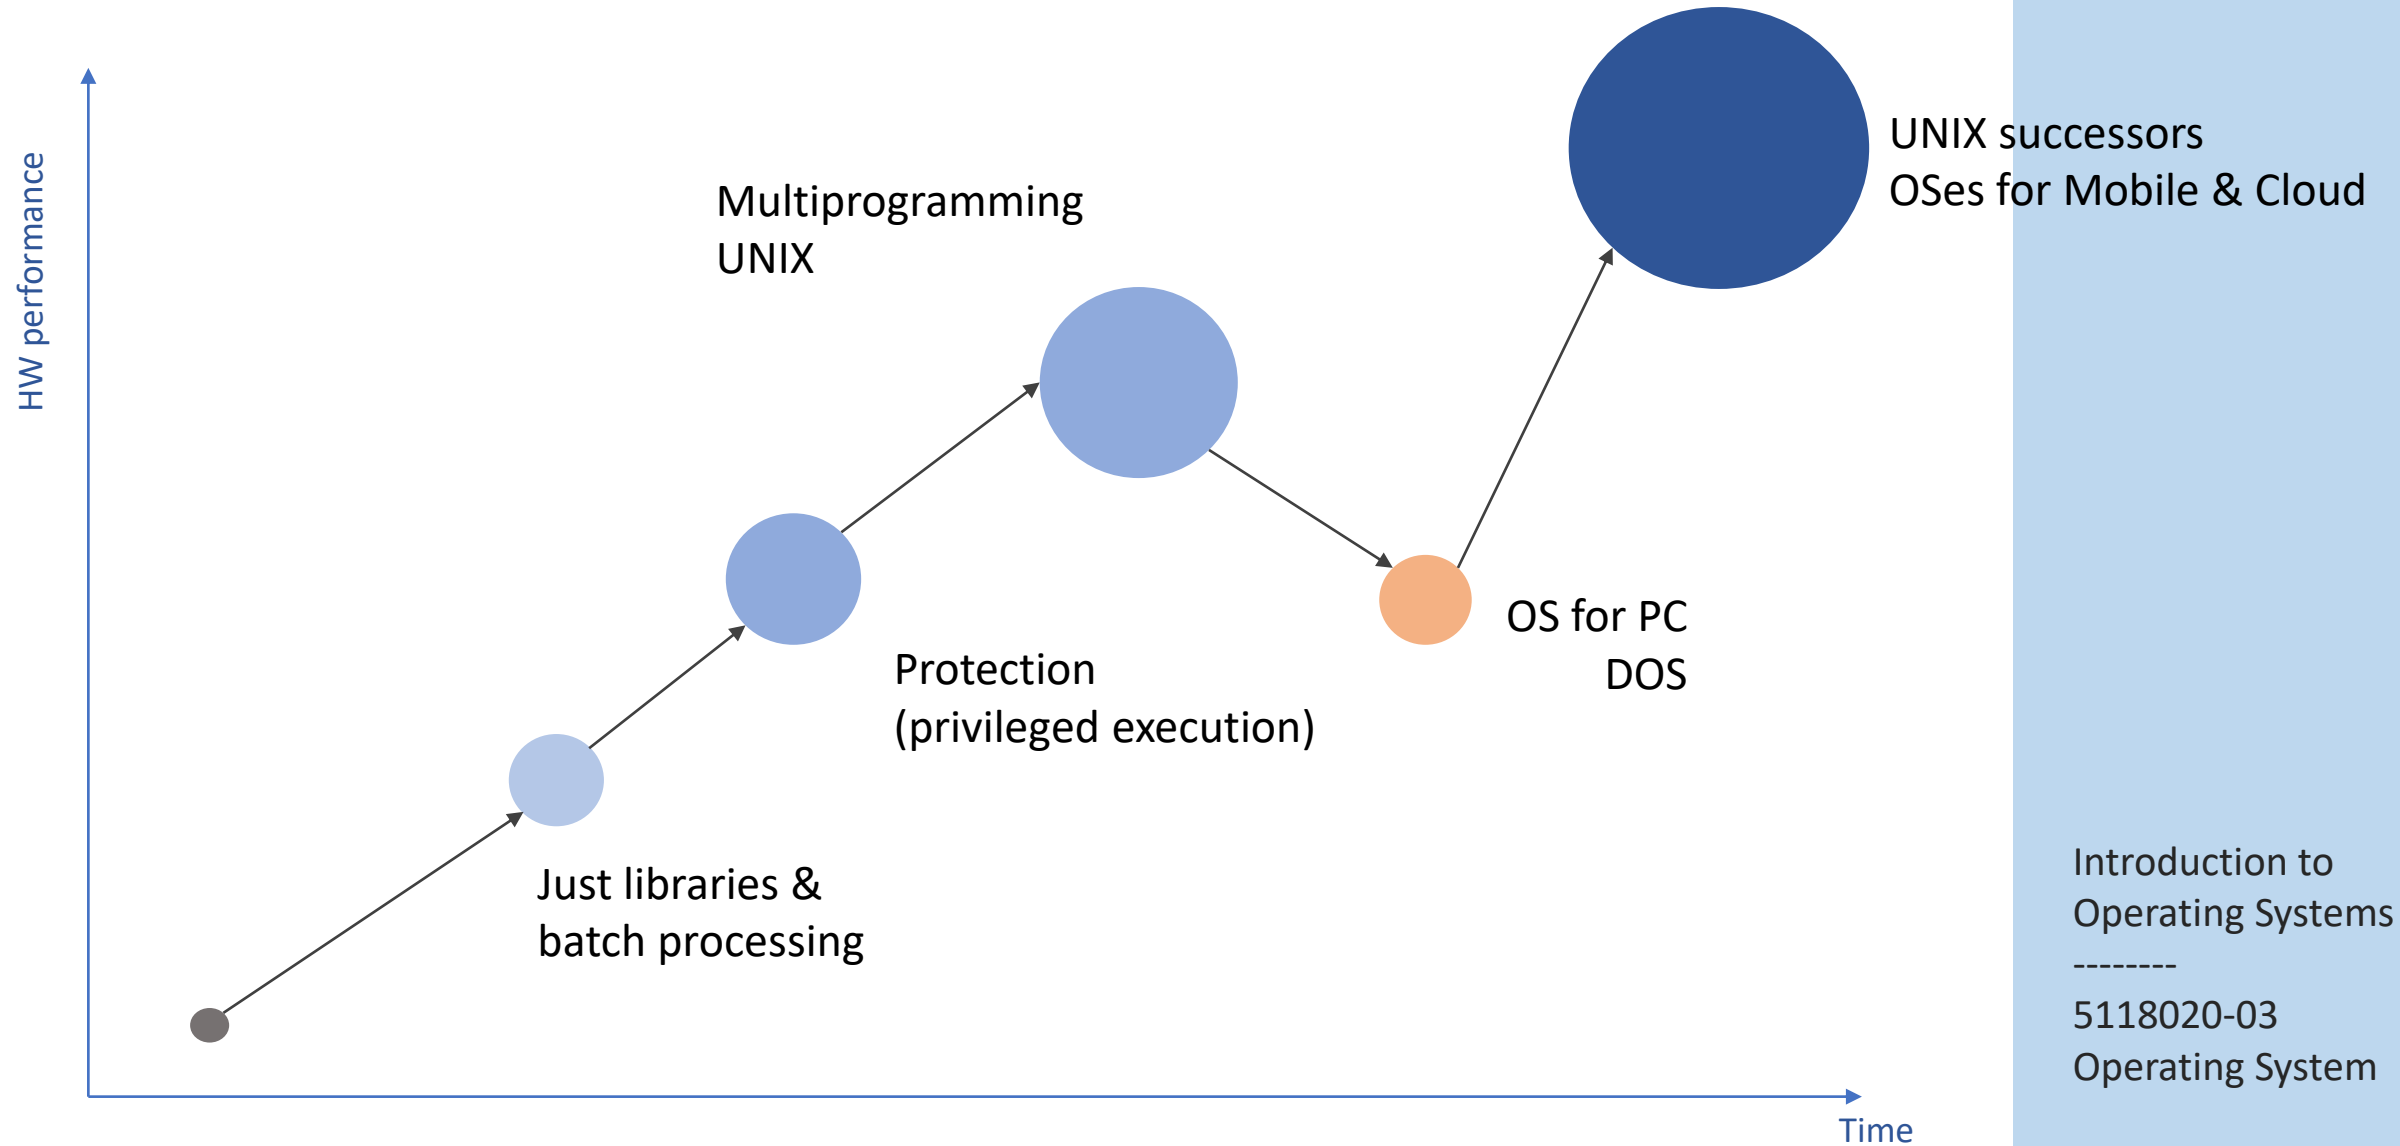 HW performance
Multiprogramming
UNIX
UNIX successors
OSes for Mobile & Cloud
OS for PC
DOS
Protection
(privileged execution)
Just libraries &
batch processing
Time
Introduction to
Operating Systems
--------
5118020-03
Operating System